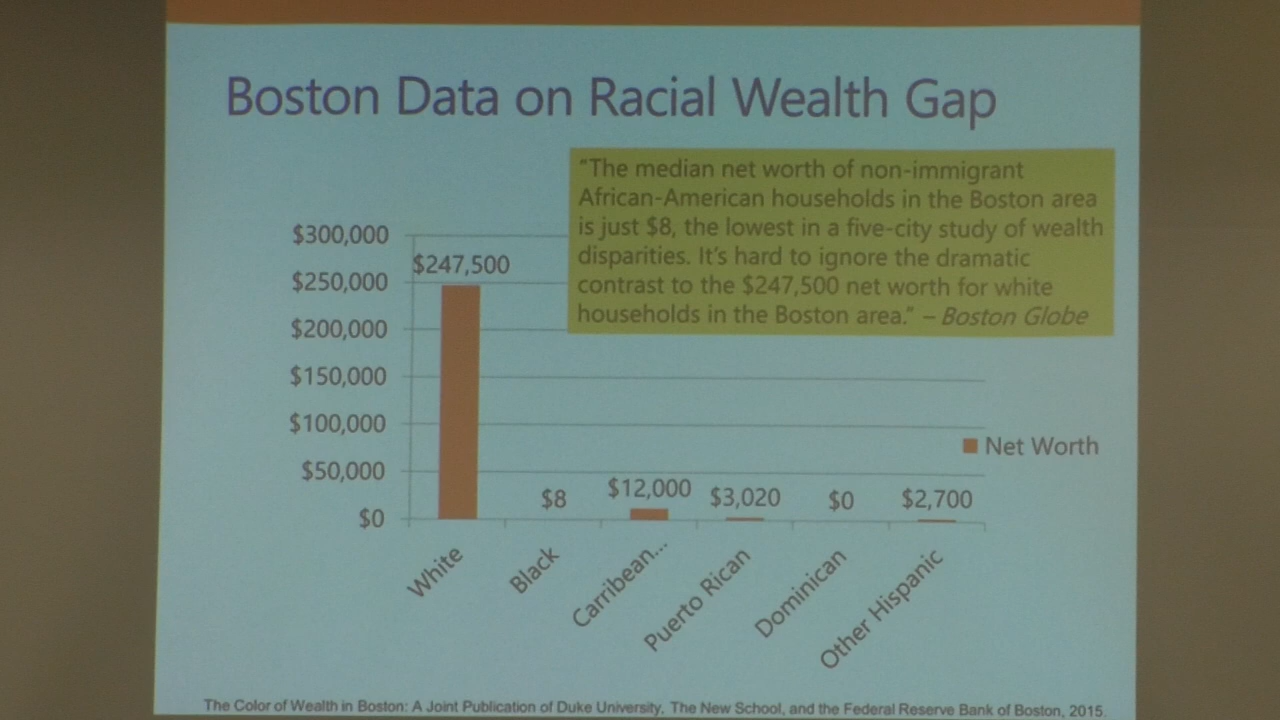 Boston Data on Racial Wealth Gap
“The median net worth of non-immigrant
African-American households in the Boston area
is just $8, the lowest in a five-city study of wealth
disparities. It’s hard to ignore the dramatic
contrast to the $247,500 net worth for white
households in the Boston area.” – Boston Globe
$300,000
$250,000
$200,000
$150,000
$100,000
$50,000
$0
$247,500
$8
$12,000
$3,020
$0
$2,700
White
Black
Carribean...
Puerto Rican
Dominican
Other Hispanic
Net Worth
The Color of Wealth in Boston: A Joint Publication of Duke University, The New School, and the Federal Reserve Bank of Boston, 2015.